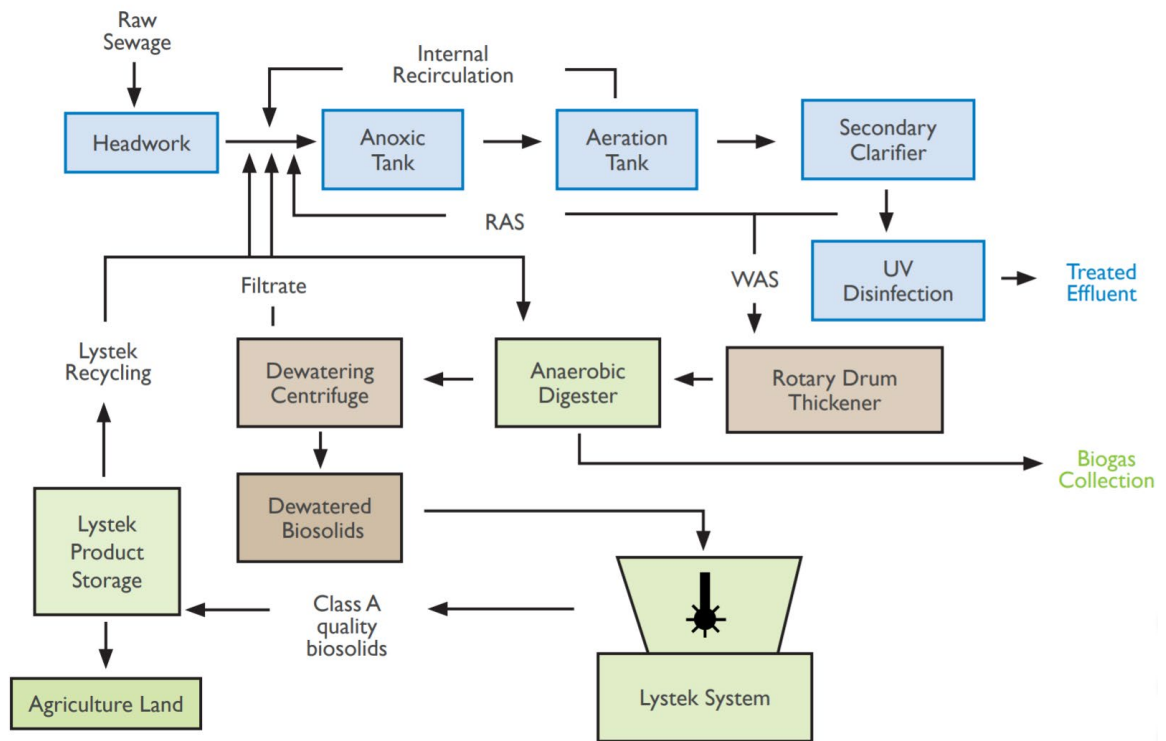 Raw
Sewage
Internal
Recirculation
Headwork
Anoxic
Tank
Aeration
Tank
Secondary
Clarifier
RAS
WAS
UV
Disinfection
Treated
Effluent
Filtrate
Lystek
Recycling
Dewatering
Centrifuge
Anaerobic
Digester
Rotary Drum
Thickener
Biogas
Collection
Lystek
Product
Storage
Dewatered
Biosolids
Class A
quality
biosolids
Lystek System
Agriculture Land